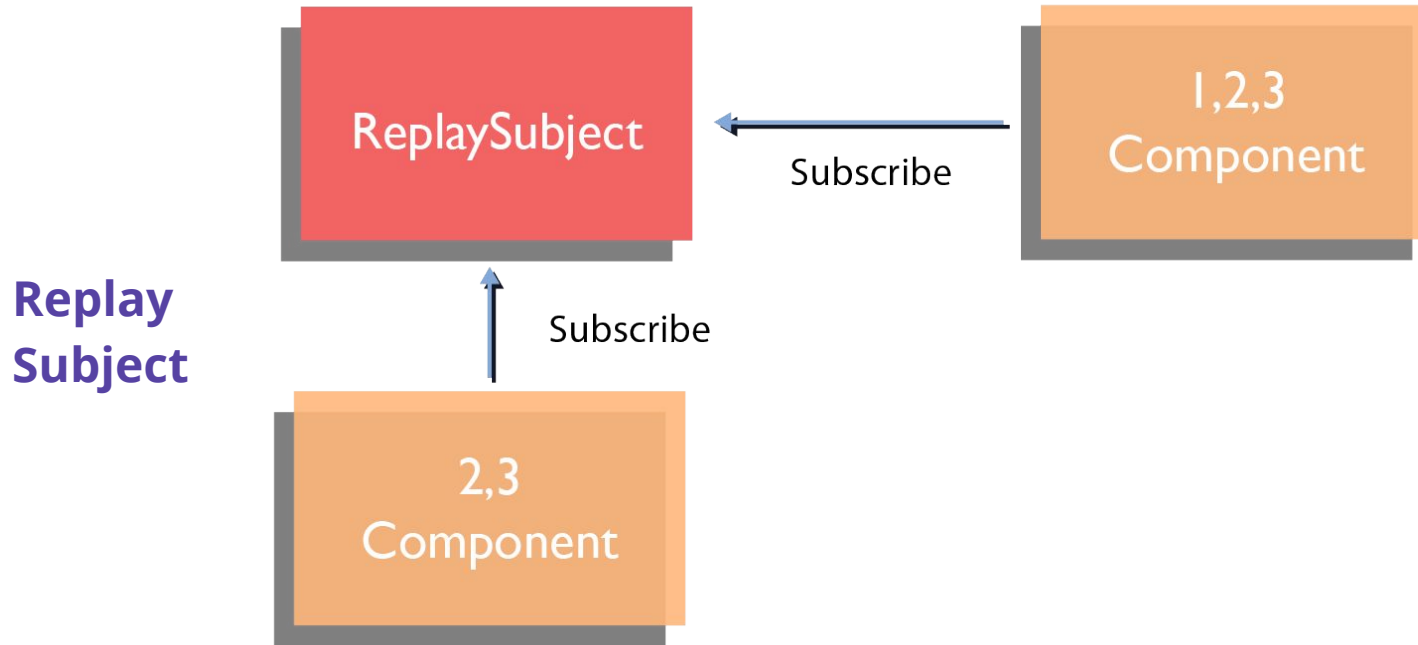 ReplaySubject
Subscribe
1,2,3
Component
Replay
Subject
Subscribe
2,3
Component